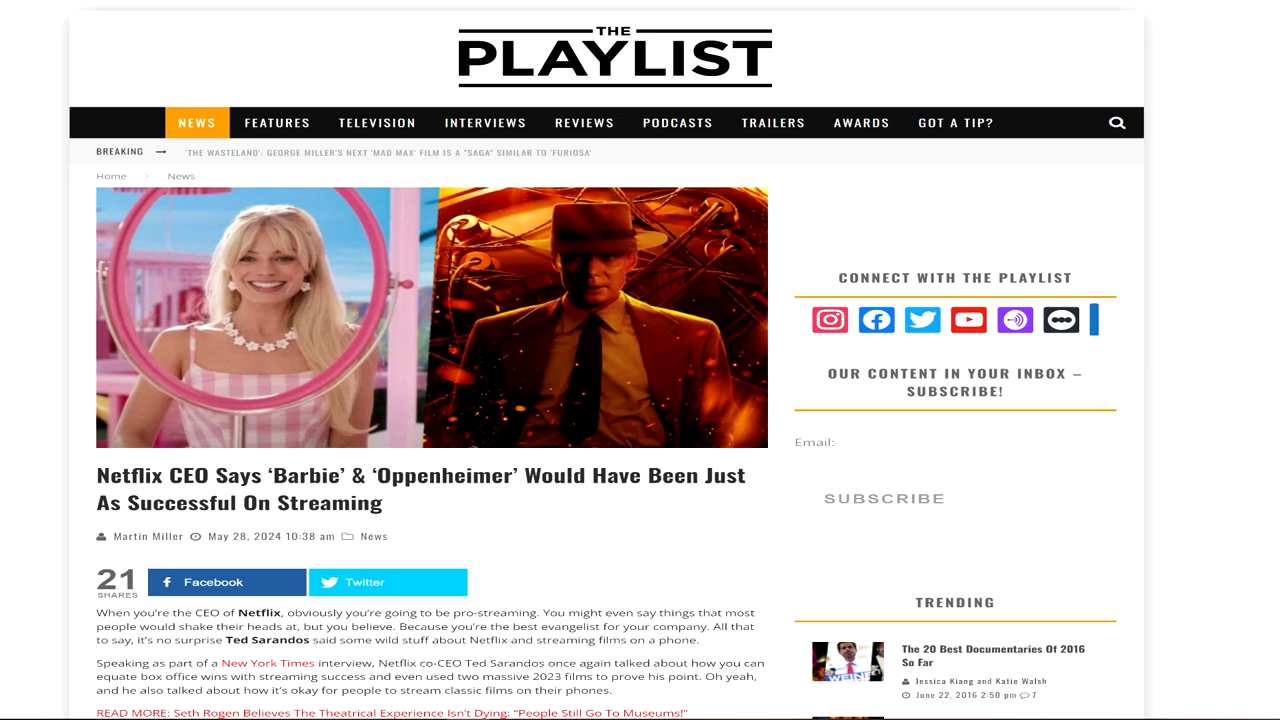 THE
PLAYLIST
NEWS FEATURES TELEVISION INTERVIEWS REVIEWS PODCASTS TRAILERS AWARDS GOT A TIP?
BREAKING 'THE WASTELAND': GEORGE MILLER'S NEXT 'MAD MAX' FILM IS A "SAGA" SIMILAR TO 'FURIOSA'
Home News
Netflix CEO Says ‘Barbie’ & ‘Oppenheimer’ Would Have Been Just
As Successful On Streaming
Martin Miller May 28, 2024 10:38 am News
21
SHARES
Facebook Twitter
When you’re the CEO of Netflix, obviously you’re going to be pro-streaming. You might even say things that most
people would shake their heads at, but you believe. Because you’re the best evangelist for your company. All that
to say, it’s no surprise Ted Sarandos said some wild stuff about Netflix and streaming films on a phone.
Speaking as part of a New York Times interview, Netflix co-CEO Ted Sarandos once again talked about how you can
equate box office wins with streaming success and even used two massive 2023 films to prove his point. Oh yeah,
and he also talked about how it’s okay for people to stream classic films on their phones.
READ MORE: Seth Rogen Believes The Theatrical Experience Isn’t Dying: “People Still Go To Museums!”
CONNECT WITH THE PLAYLIST
OUR CONTENT IN YOUR INBOX –
SUBSCRIBE!
Email:
SUBSCRIBE
TRENDING
The 20 Best Documentaries Of 2016
So Far
Jessica Kiang and Katie Walsh
June 22, 2016 2:50 pm 7